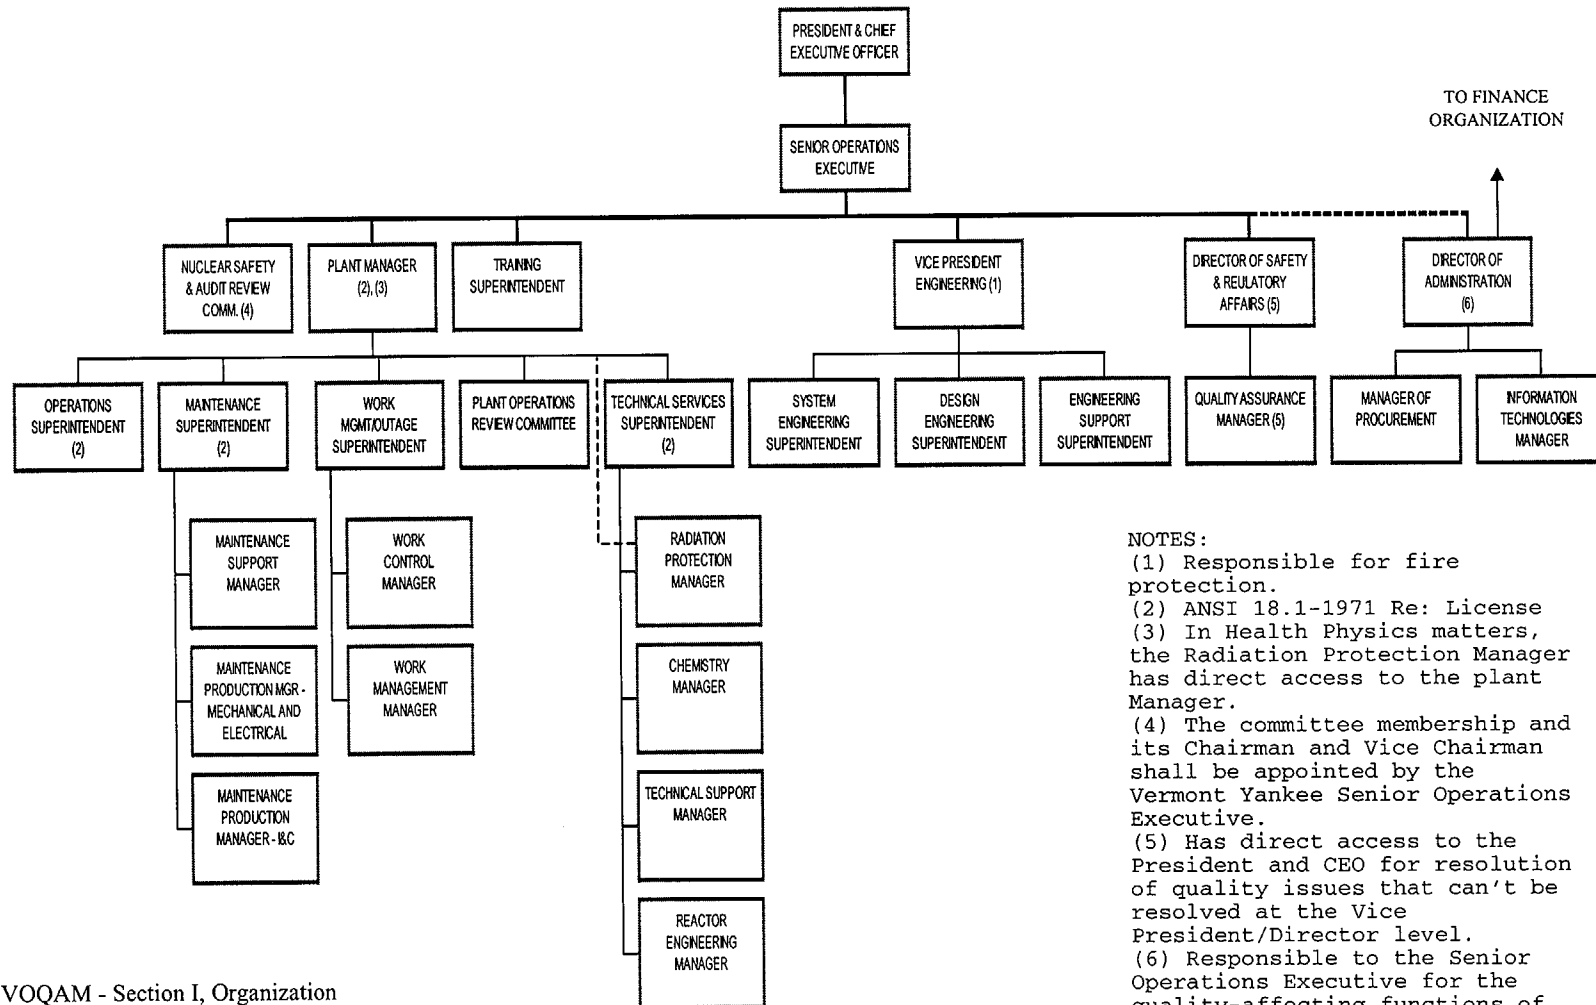 PRESIDENT & CHIEF
EXECUTIVE OFFICER
TO FINANCE
ORGANIZATION
SENIOR OPERATIONS
EXECUTIVE
NUCLEAR SAFETY
& AUDIT REVIEW
COMM. (4)
PLANT MANAGER
(2), (3)
TRAINING
SUPERINTENDENT
VICE PRESIDENT
ENGINEERING (1)
DIRECTOR OF SAFETY
& REULATORY
AFFAIRS (5)
DIRECTOR OF
ADMINISTRATION
(6)
OPERATIONS
SUPERINTENDENT
(2)
MAINTENANCE
SUPERINTENDENT
(2)
WORK
MGMT/OUTAGE
SUPERINTENDENT
PLANT OPERATIONS
REVIEW COMMITTEE
TECHNICAL SERVICES
SUPERINTENDENT
(2)
SYSTEM
ENGINEERING
SUPERINTENDENT
DESIGN
ENGINEERING
SUPERINTENDENT
ENGINEERING
SUPPORT
SUPERINTENDENT
QUALITY ASSURANCE
MANAGER (5)
MANAGER OF
PROCUREMENT
INFORMATION
TECHNOLOGIES
MANAGER
MAINTENANCE
SUPPORT
MANAGER
WORK
CONTROL
MANAGER
RADIATION
PROTECTION
MANAGER
MAINTENANCE
PRODUCTION MGR -
MECHANICAL AND
ELECTRICAL
WORK
MANAGEMENT
MANAGER
CHEMISTRY
MANAGER
MAINTENANCE
PRODUCTION
MANAGER - I&C
TECHNICAL SUPPORT
MANAGER
REACTOR
ENGINEERING
MANAGER
NOTES:
(1) Responsible for fire
protection.
(2) ANSI 18.1-1971 Re: License
(3) In Health Physics matters,
the Radiation Protection Manager
has direct access to the plant
Manager.
(4) The committee membership and
its Chairman and Vice Chairman
shall be appointed by the
Vermont Yankee Senior Operations
Executive.
(5) Has direct access to the
President and CEO for resolution
of quality issues that can't be
resolved at the Vice
President/Director level.
(6) Responsible to the Senior
Operations Executive for the
quality-affecting functions of
VOQAM - Section I, Organization